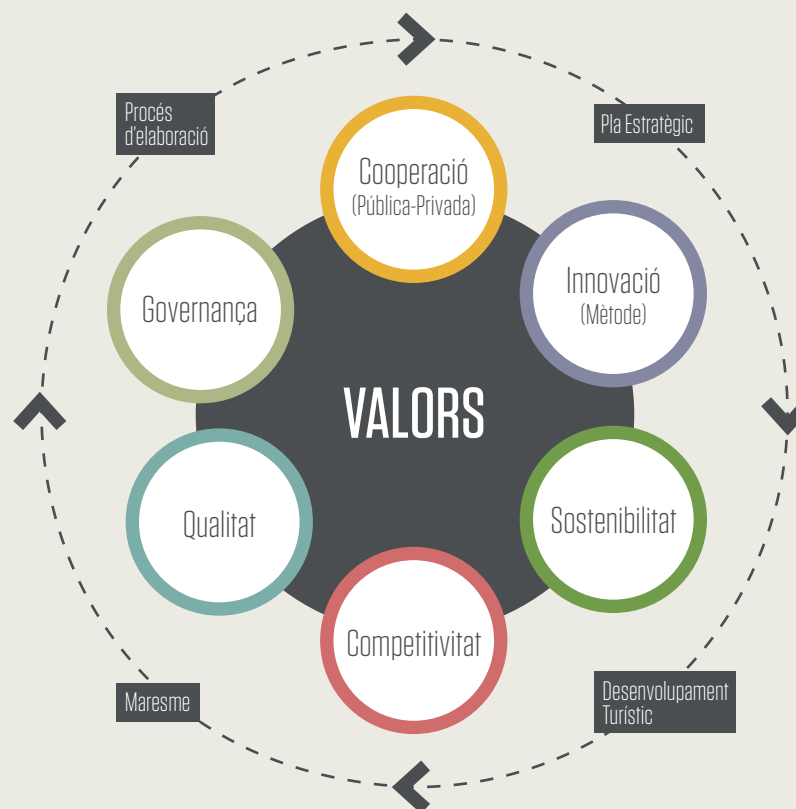 Procés
d'elaboració
Pla Estratègic
Cooperació
(Pública-Privada)
Innovació
(Mètode)
Governança
VALORS
Qualitat
Sostenibilitat
Competitivitat
Maresme
Desenvolupament
Turístic